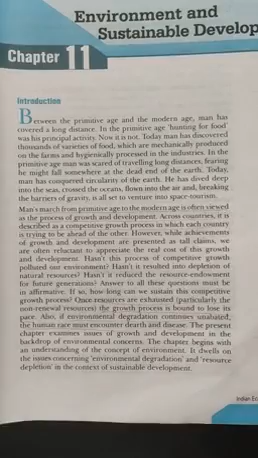 Environment and
Sustainable Develop
Chapter 11
Introduction
Between the primitive age and the modern age, man has
covered a long distance. In the primitive age 'hunting for food'
was his principal activity. Now it is not. Today man has discovered
thousands of varieties of food, which are mechanically produced
on the farms and hygienically processed in the industries. In the
primitive age man was scared of travelling long distances, fearing
he might fall somewhere at the dead end of the earth. Today,
man has conquered circularity of the earth. He has dived deep
into the seas, crossed the oceans, flown into the air and, breaking
the barriers of gravity, is all set to venture into space-tourism.
Man's march from primitive age to the modern age is often viewed
as the process of growth and development. Across countries, it is
described as a competitive growth process in which each country
is trying to be ahead of the other. However, while achievements
of growth and development are presented as tall claims, we
are often reluctant to appreciate the real cost of this growth
and development. Hasn't this process of competitive growth
polluted our environment? Hasn't it resulted into depletion of
natural resources? Hasn't it reduced the resource-endowment
for future generations? Answer to all these questions must be
in affirmative. If so, how long can we sustain this competitive
growth process? Once resources are exhausted (particularly the
non-renewal resources) the growth process is bound to lose its
pace. Also, if environmental degradation continues unabated,
the human race must encounter dearth and disease. The present
chapter examines issues of growth and development in the
backdrop of environmental concerns. The chapter begins with
an understanding of the concept of environment. It dwells on
the issues concerning 'environmental degradation' and 'resource
depletion' in the context of sustainable development.
Indian Ec